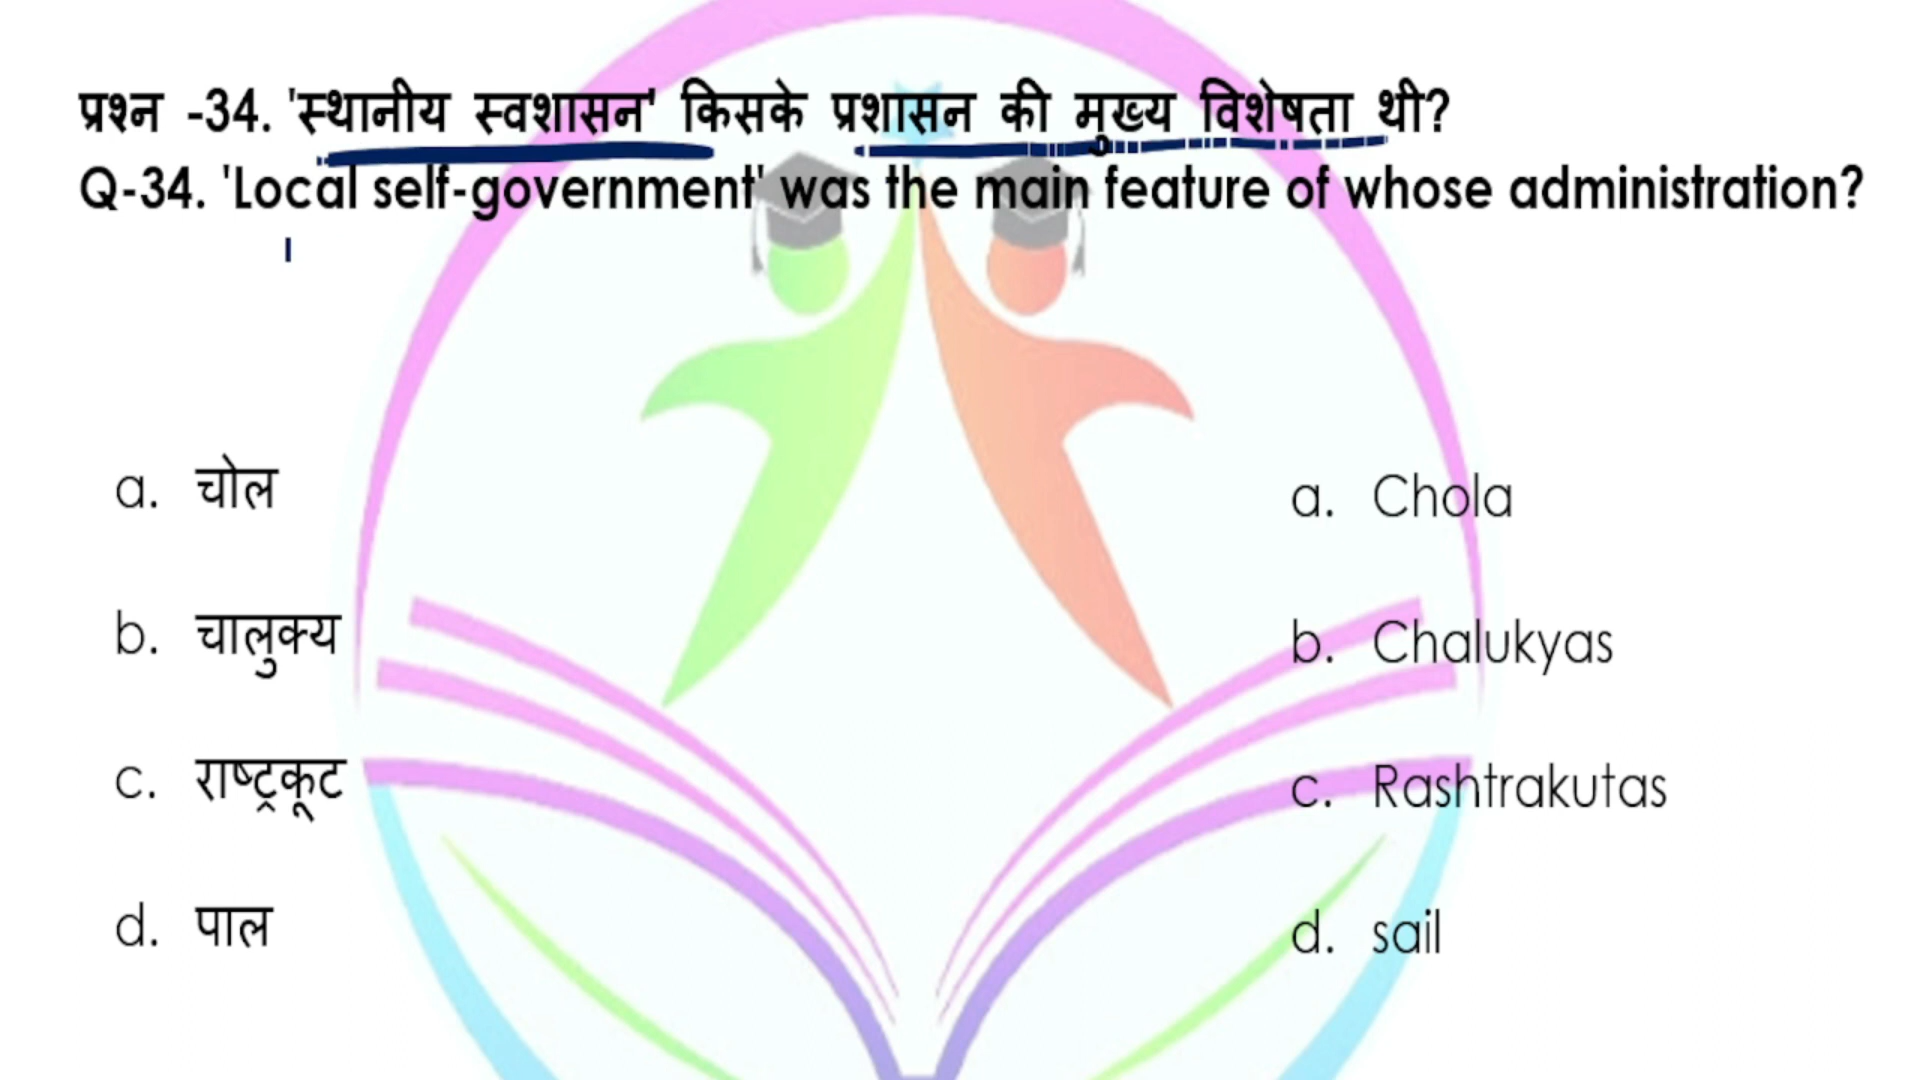 प्रश्न -34. 'स्थानीय स्वशासन' किसके प्रशासन की मुख्य विशेषता थी?
Q-34. 'Local self-government' was the main feature of whose administration?
a. चोल
b. चालुक्य
c. राष्ट्रकूट
d. पाल
a. Chola
b. Chalukyas
c. Rashtrakutas
d. sail